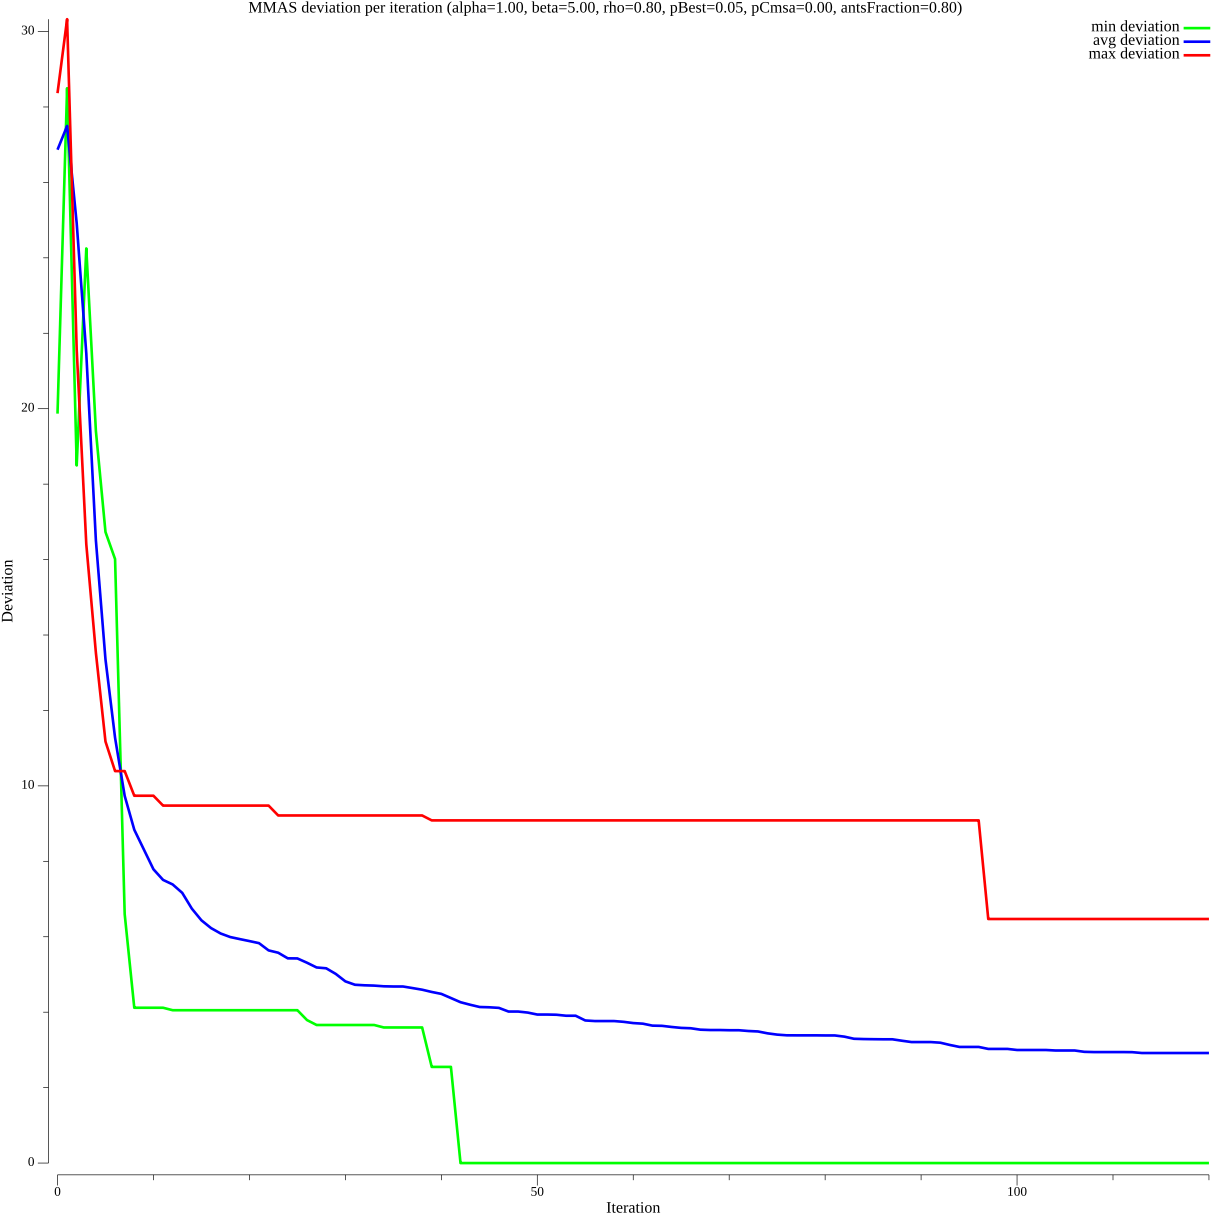 MMAS deviation per iteration (alpha=1.00, beta=5.00, rho=0.80, pBest=0.05, pCmsa=0.00, antsFraction=0.80)
min deviation
avg deviation
max deviation
30
20
10
0
Deviation
0 50 100
Iteration